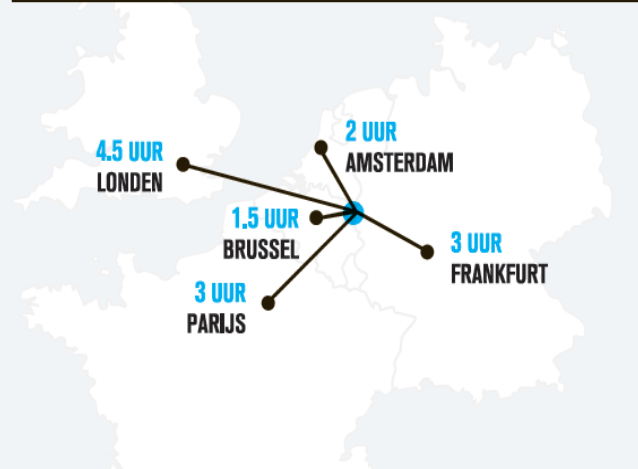 2 UUR
AMSTERDAM
4.5 UUR
LONDEN
1.5 UUR
BRUSSEL
3 UUR
FRANKFURT
3 UUR
PARIJS